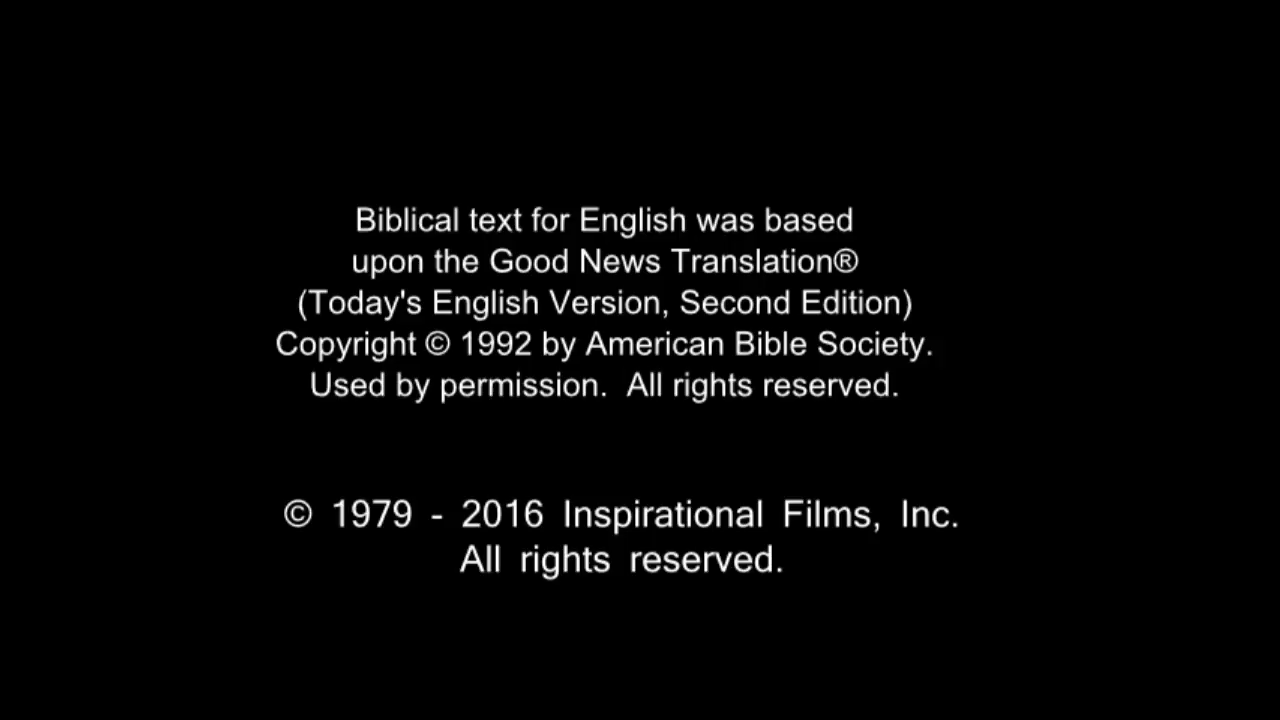 Biblical text for English was based
upon the Good News Translation®
(Today's English Version, Second Edition)
Copyright © 1992 by American Bible Society.
Used by permission.  All rights reserved.
© 1979 - 2016 Inspirational Films, Inc.
All rights reserved.